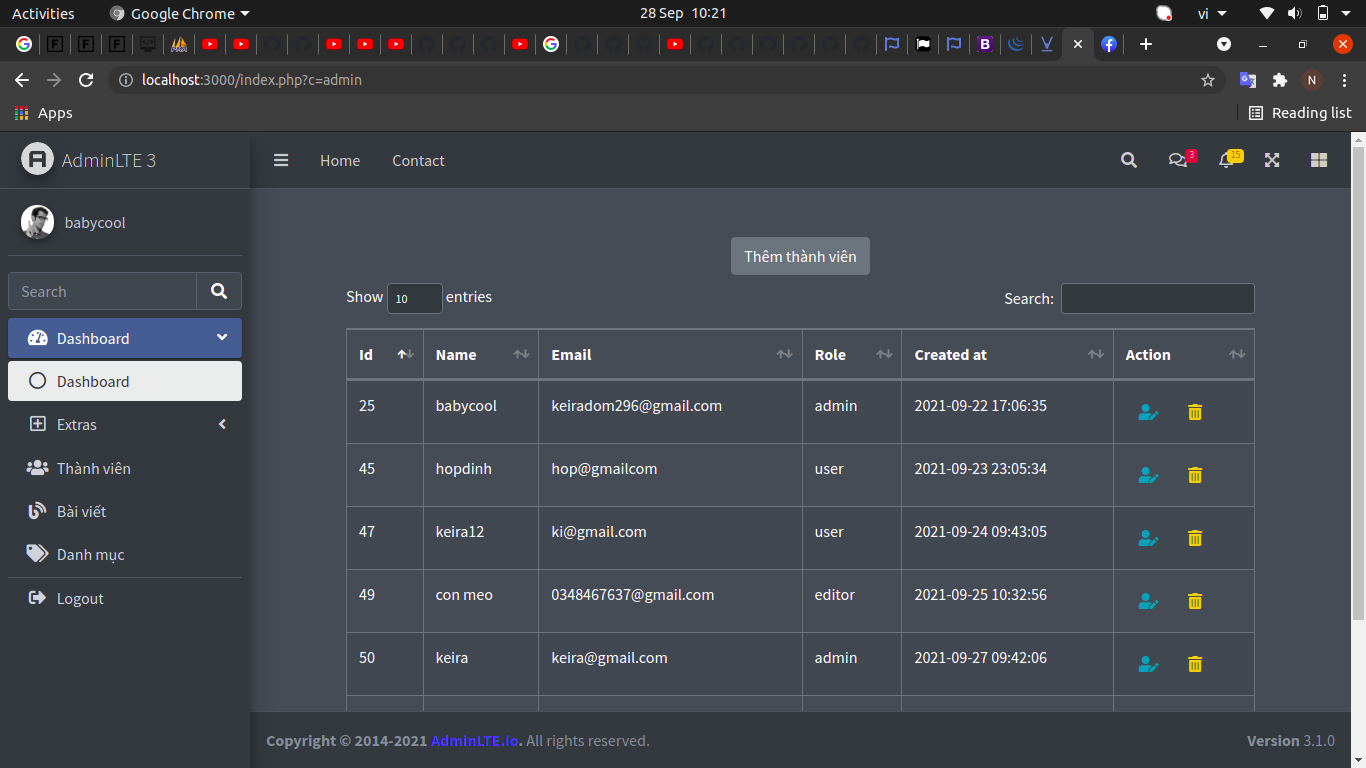 Activities Google Chrome 28 Sep 10:21 vi
localhost:3000/index.php?c=admin N
Apps Reading list
AdminLTE 3 Home Contact 3 15
babycool
Thêm thành viên
Search
Show 10 entries Search:
Dashboard
Dashboard
Extras
Thành viên
Bài viết
Danh mục
Logout
Id Name Email Role Created at Action
25 babycool keiradom296@gmail.com admin 2021-09-22 17:06:35
45 hopdinh hop@gmailcom user 2021-09-23 23:05:34
47 keira12 ki@gmail.com user 2021-09-24 09:43:05
49 con meo 0348467637@gmail.com editor 2021-09-25 10:32:56
50 keira keira@gmail.com admin 2021-09-27 09:42:06
Copyright © 2014-2021 AdminLTE.io. All rights reserved. Version 3.1.0